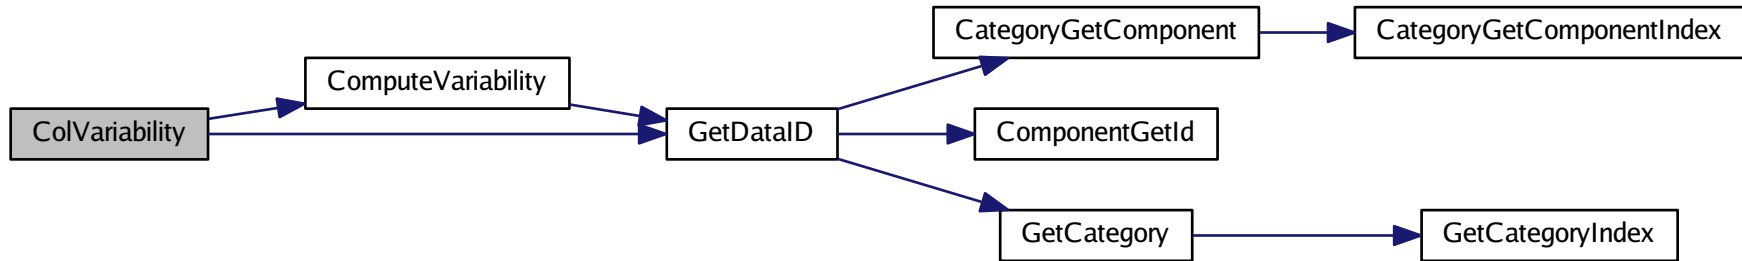 CategoryGetComponent
CategoryGetComponentIndex
ComputeVariability
ColVariability
GetDataID
ComponentGetId
GetCategory
GetCategoryIndex